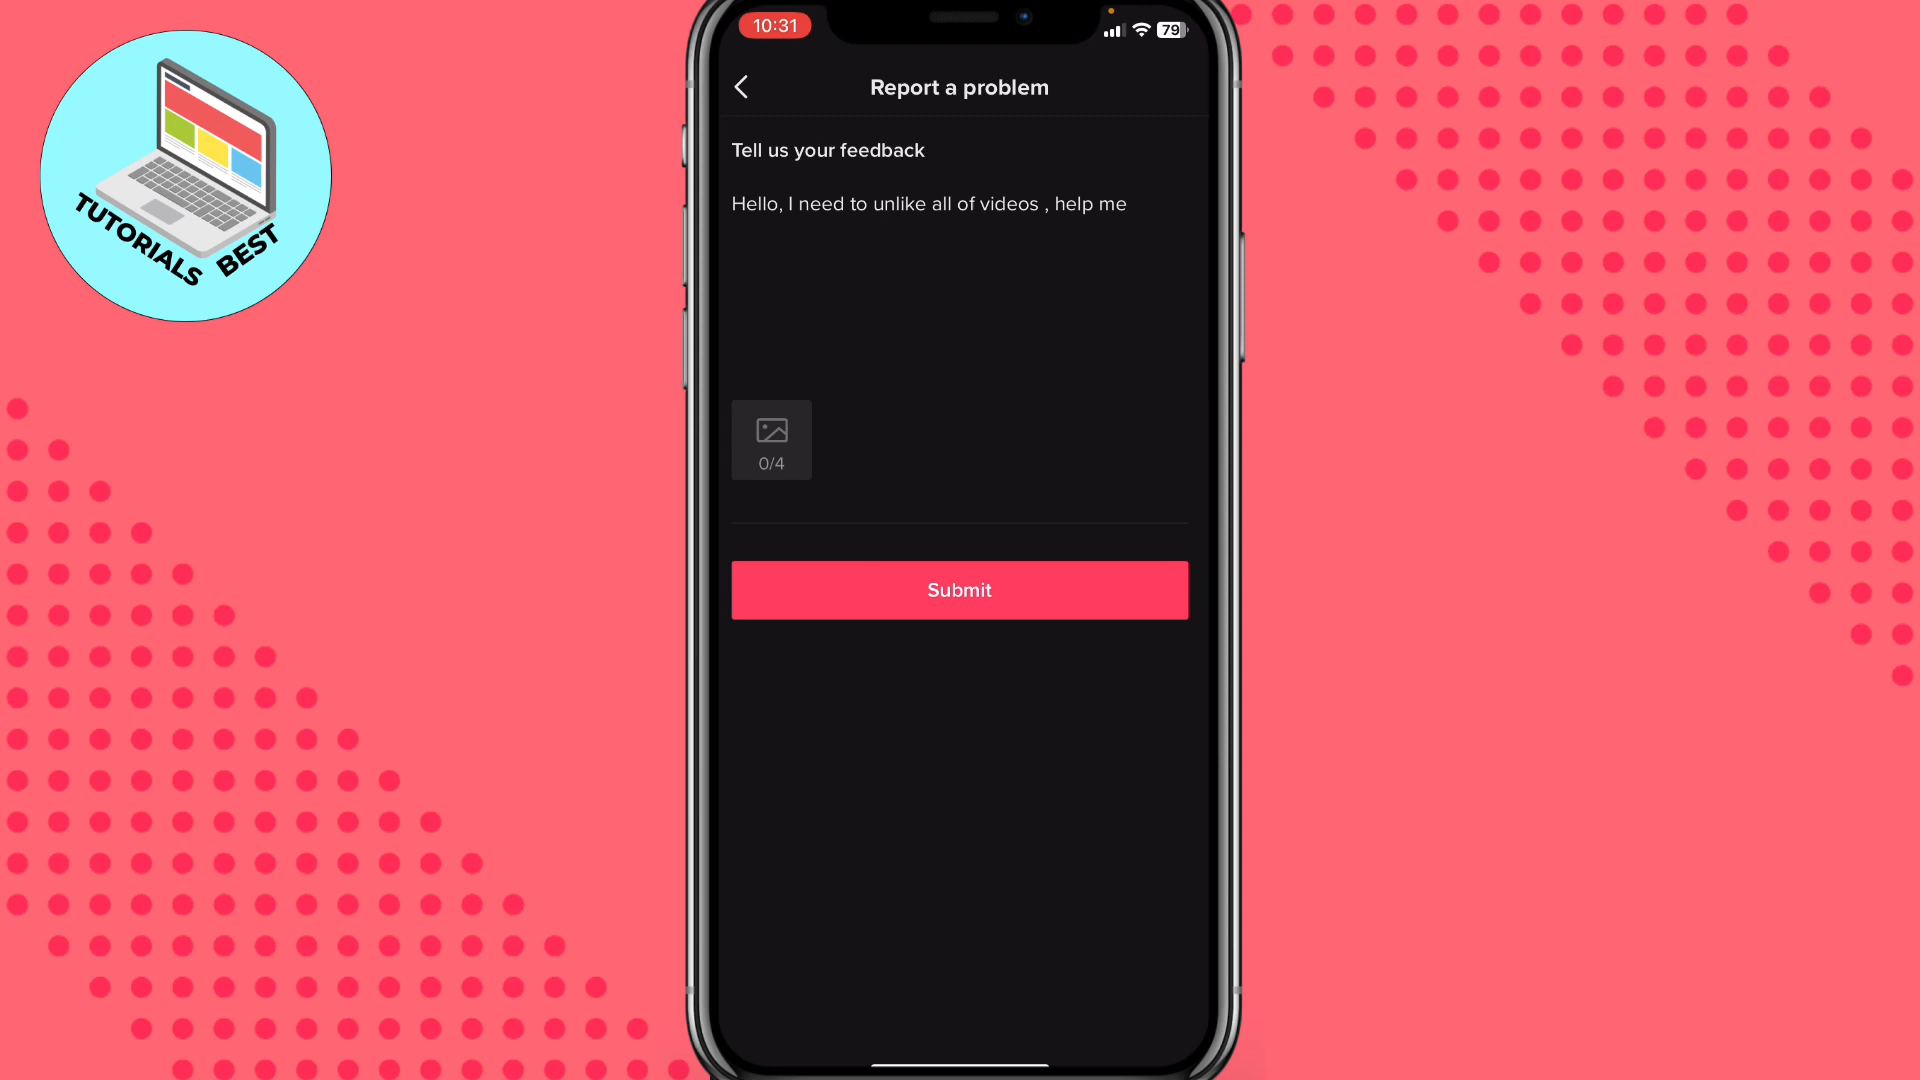 TUTORIALS BEST
10:31
79
Report a problem
Tell us your feedback
Hello, I need to unlike all of videos , help me
0/4
Submit